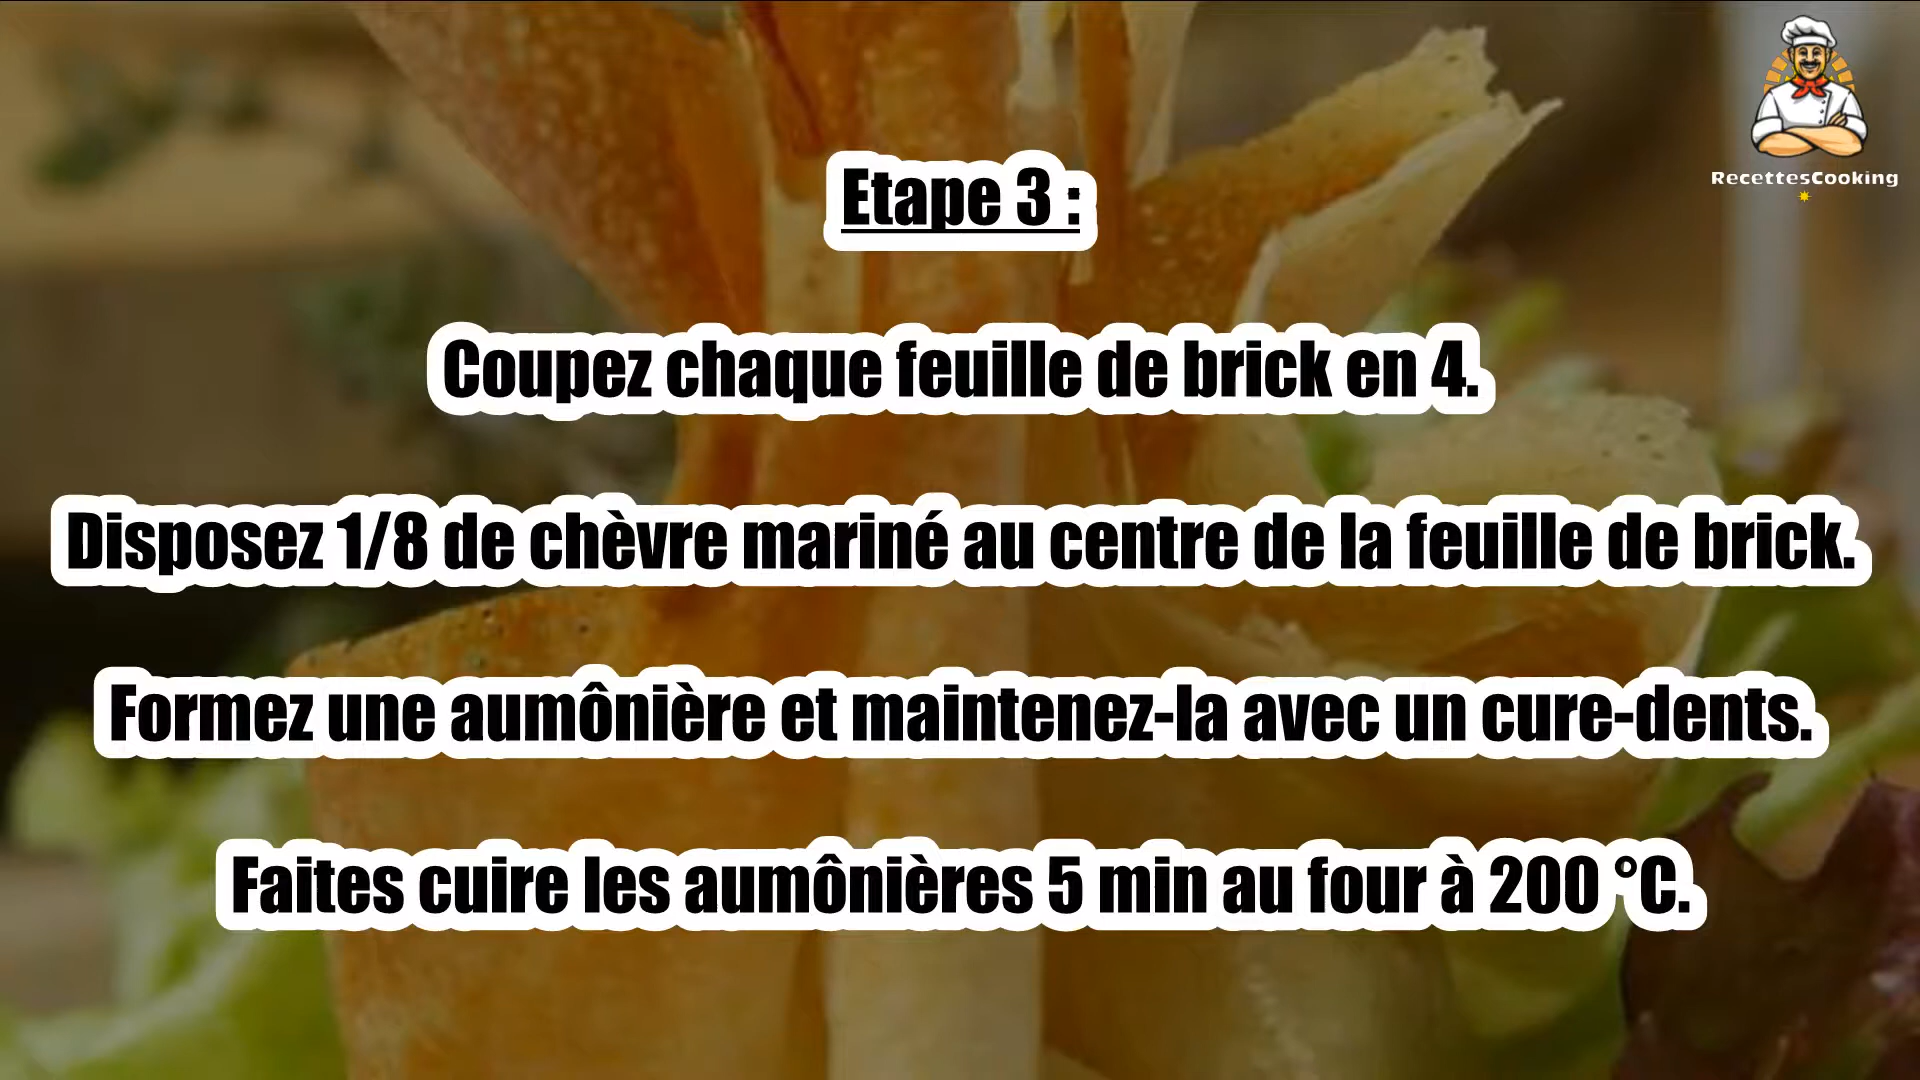 RecettesCooking
Etape 3 :
Coupez chaque feuille de brick en 4.
Disposez 1/8 de chèvre mariné au centre de la feuille de brick.
Formez une aumônière et maintenez-la avec un cure-dents.
Faites cuire les aumônières 5 min au four à 200 °C.